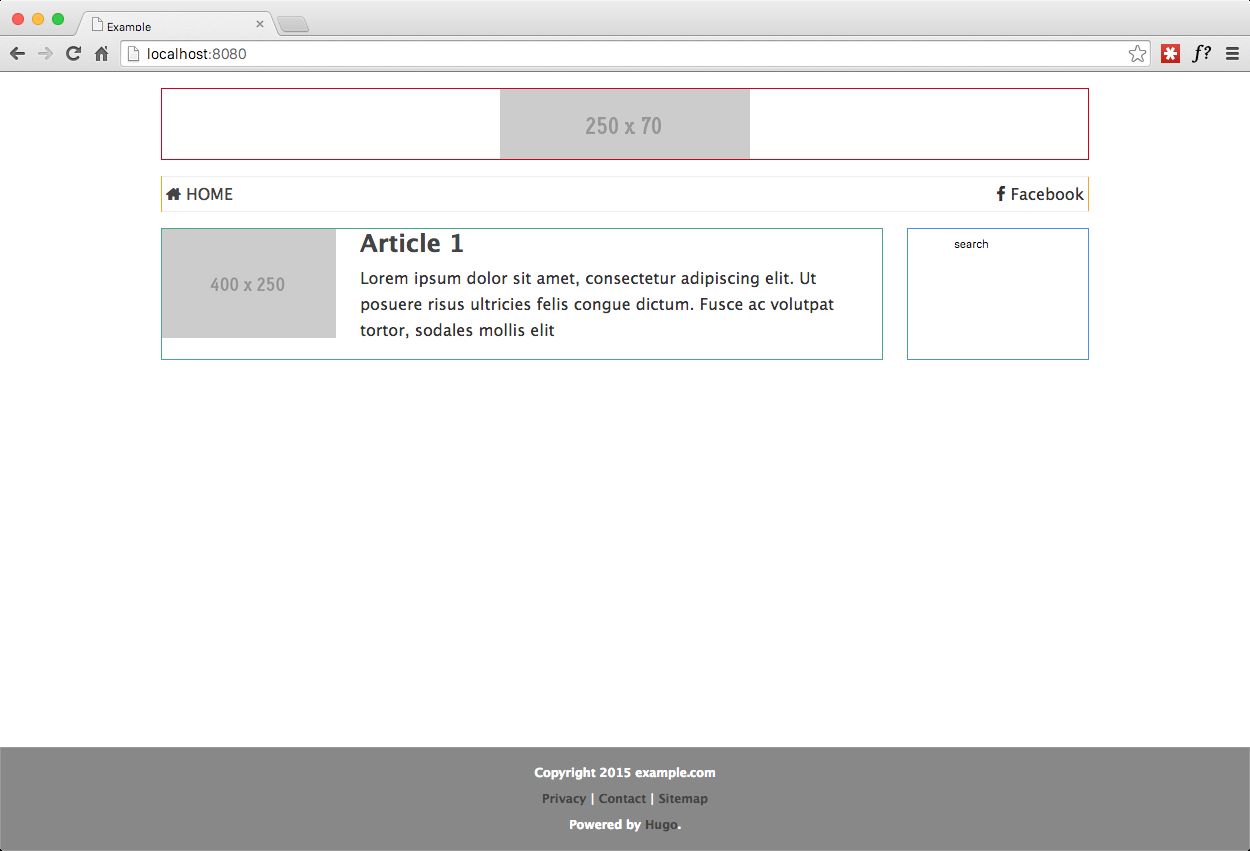 Example
localhost:8080
f?
250 x 70
HOME
Facebook
400 x 250
Article 1
Lorem ipsum dolor sit amet, consectetur adipiscing elit. Ut
posuere risus ultricies felis congue dictum. Fusce ac volutpat
tortor, sodales mollis elit
search
Copyright 2015 example.com
Privacy | Contact | Sitemap
Powered by Hugo.